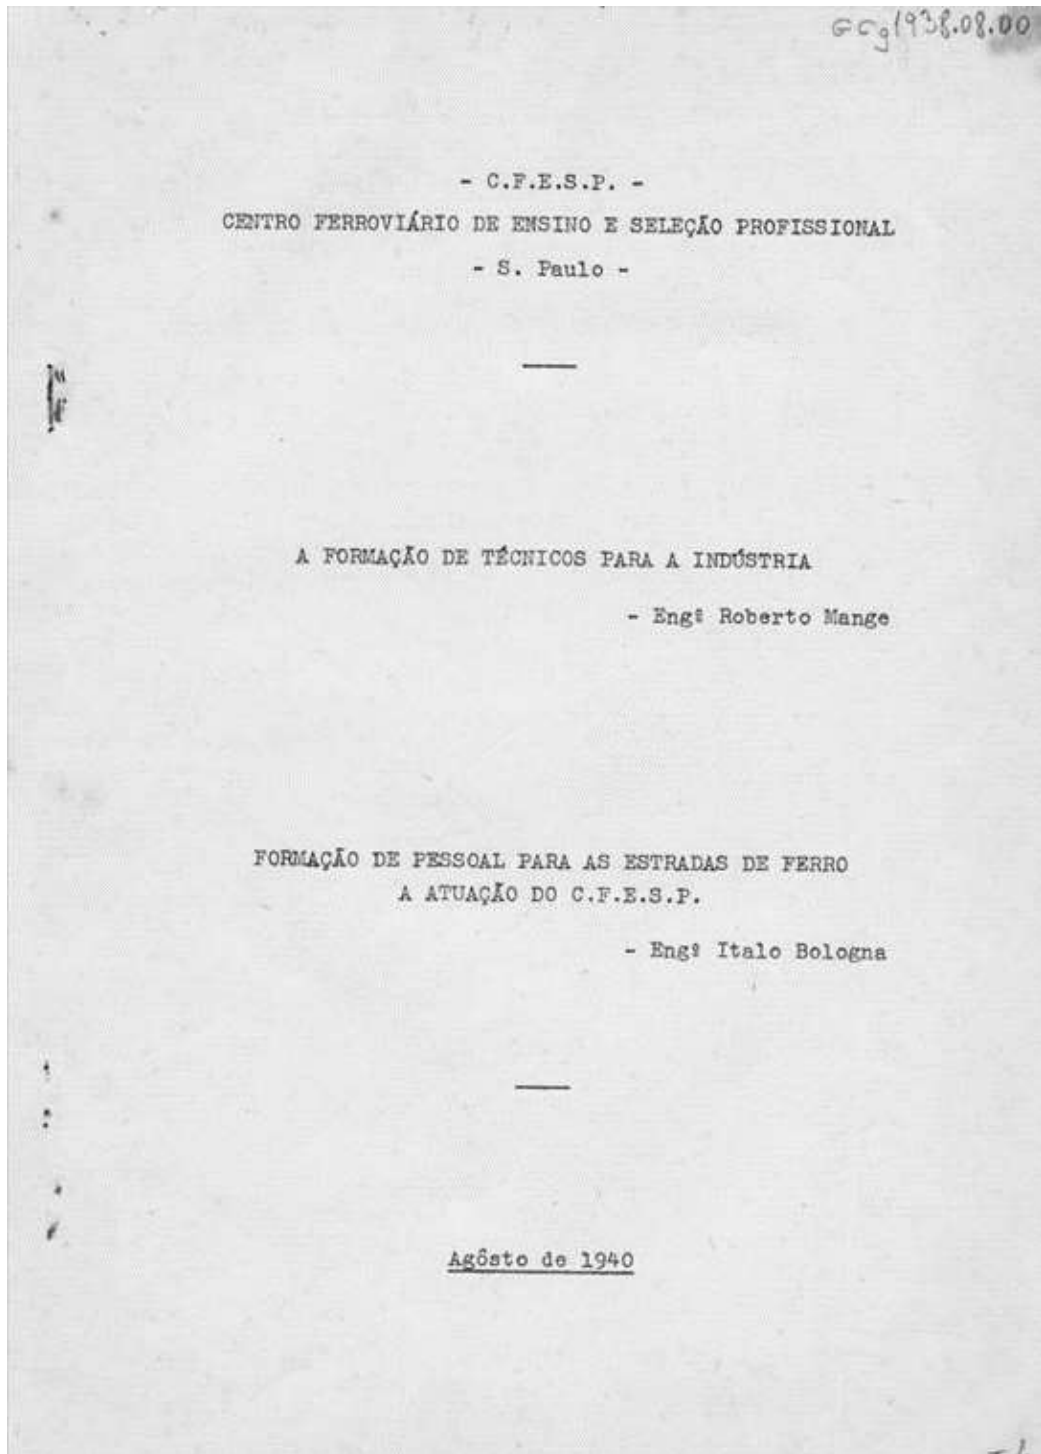 GCg1938.08.00
- C.F.E.S.P. -
CENTRO FERROVIÁRIO DE ENSINO E SELEÇÃO PROFISSIONAL
- S. Paulo -
A FORMAÇÃO DE TÉCNICOS PARA A INDÚSTRIA
- Engº Roberto Mange
FORMAÇÃO DE PESSOAL PARA AS ESTRADAS DE FERRO
A ATUAÇÃO DO C.F.E.S.P.
- Engº Italo Bologna
Agôsto de 1940